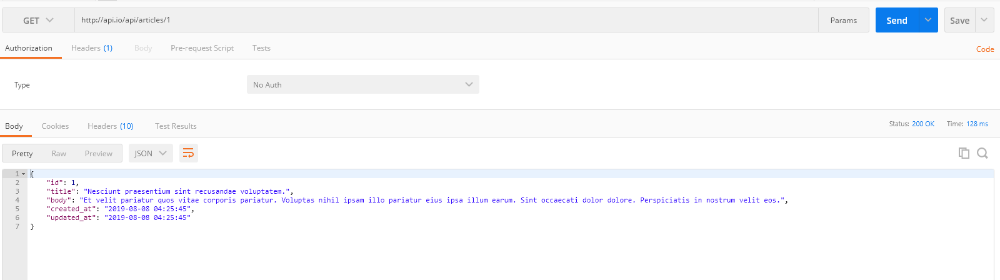 GET http://api.io/api/articles/1 Params Send Save
Authorization Headers (1) Body Pre-request Script Tests Code
Type No Auth
Body Cookies Headers (10) Test Results Status: 200 OK Time: 128 ms
Pretty Raw Preview JSON
1 {
2 "id": 1,
3 "title": "Nesciunt praesentium sint recusandae voluptatem.",
4 "body": "Et velit pariatur quos vitae corporis pariatur. Voluptas nihil ipsam illo pariatur eius ipsa illum earum. Sint occaecati dolor dolore. Perspiciatis in nostrum velit eos.",
5 "created_at": "2019-08-08 04:25:45",
6 "updated_at": "2019-08-08 04:25:45"
7 }